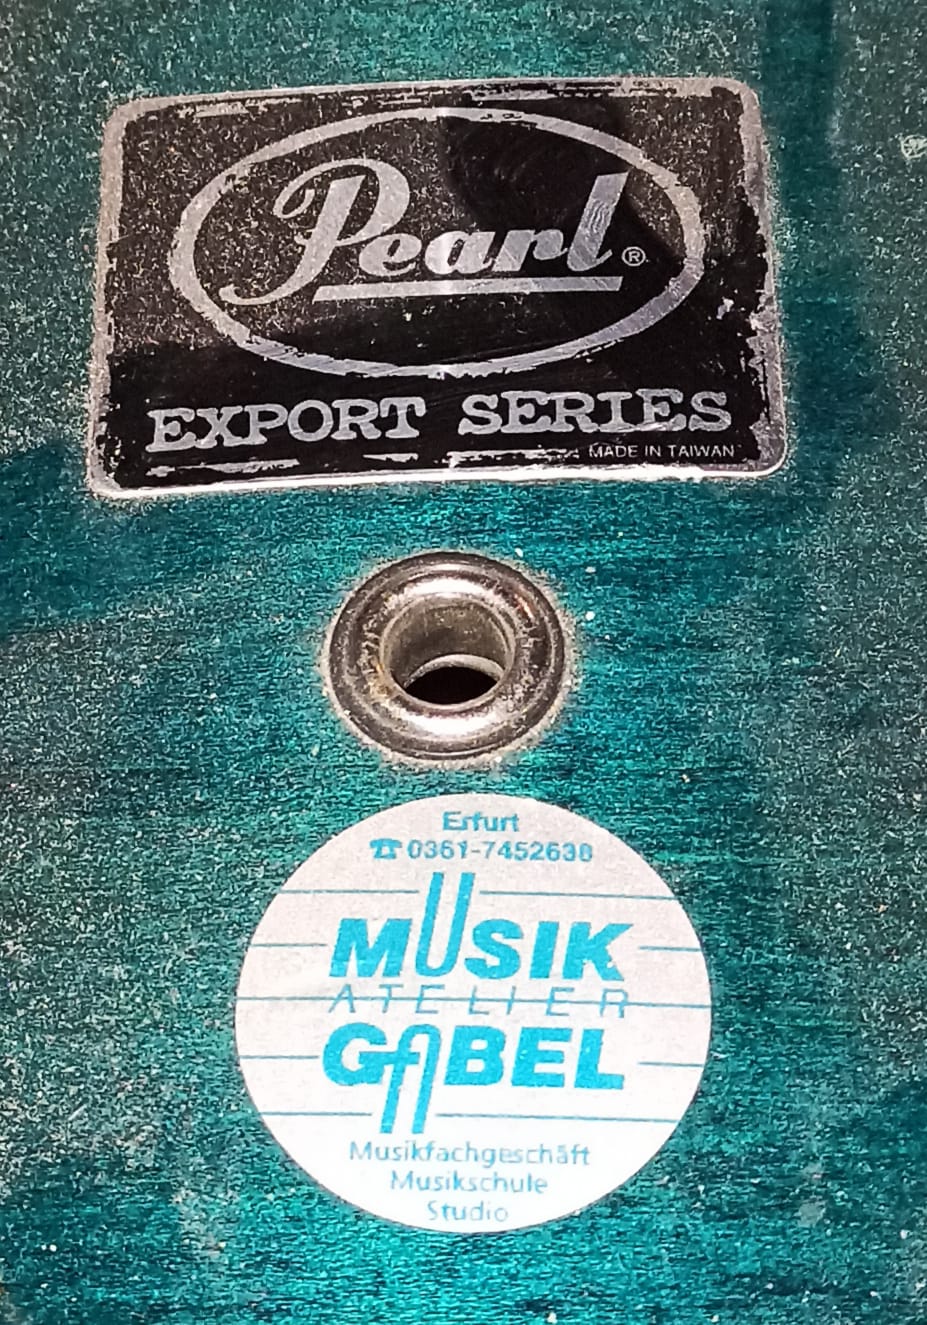 Pearl®
EXPORT SERIES
MADE IN TAIWAN
Erfurt
☎ 0361-7452630
MUSIK
ATELIER
GABEL
Musikfachgeschäft
Musikschule
Studio